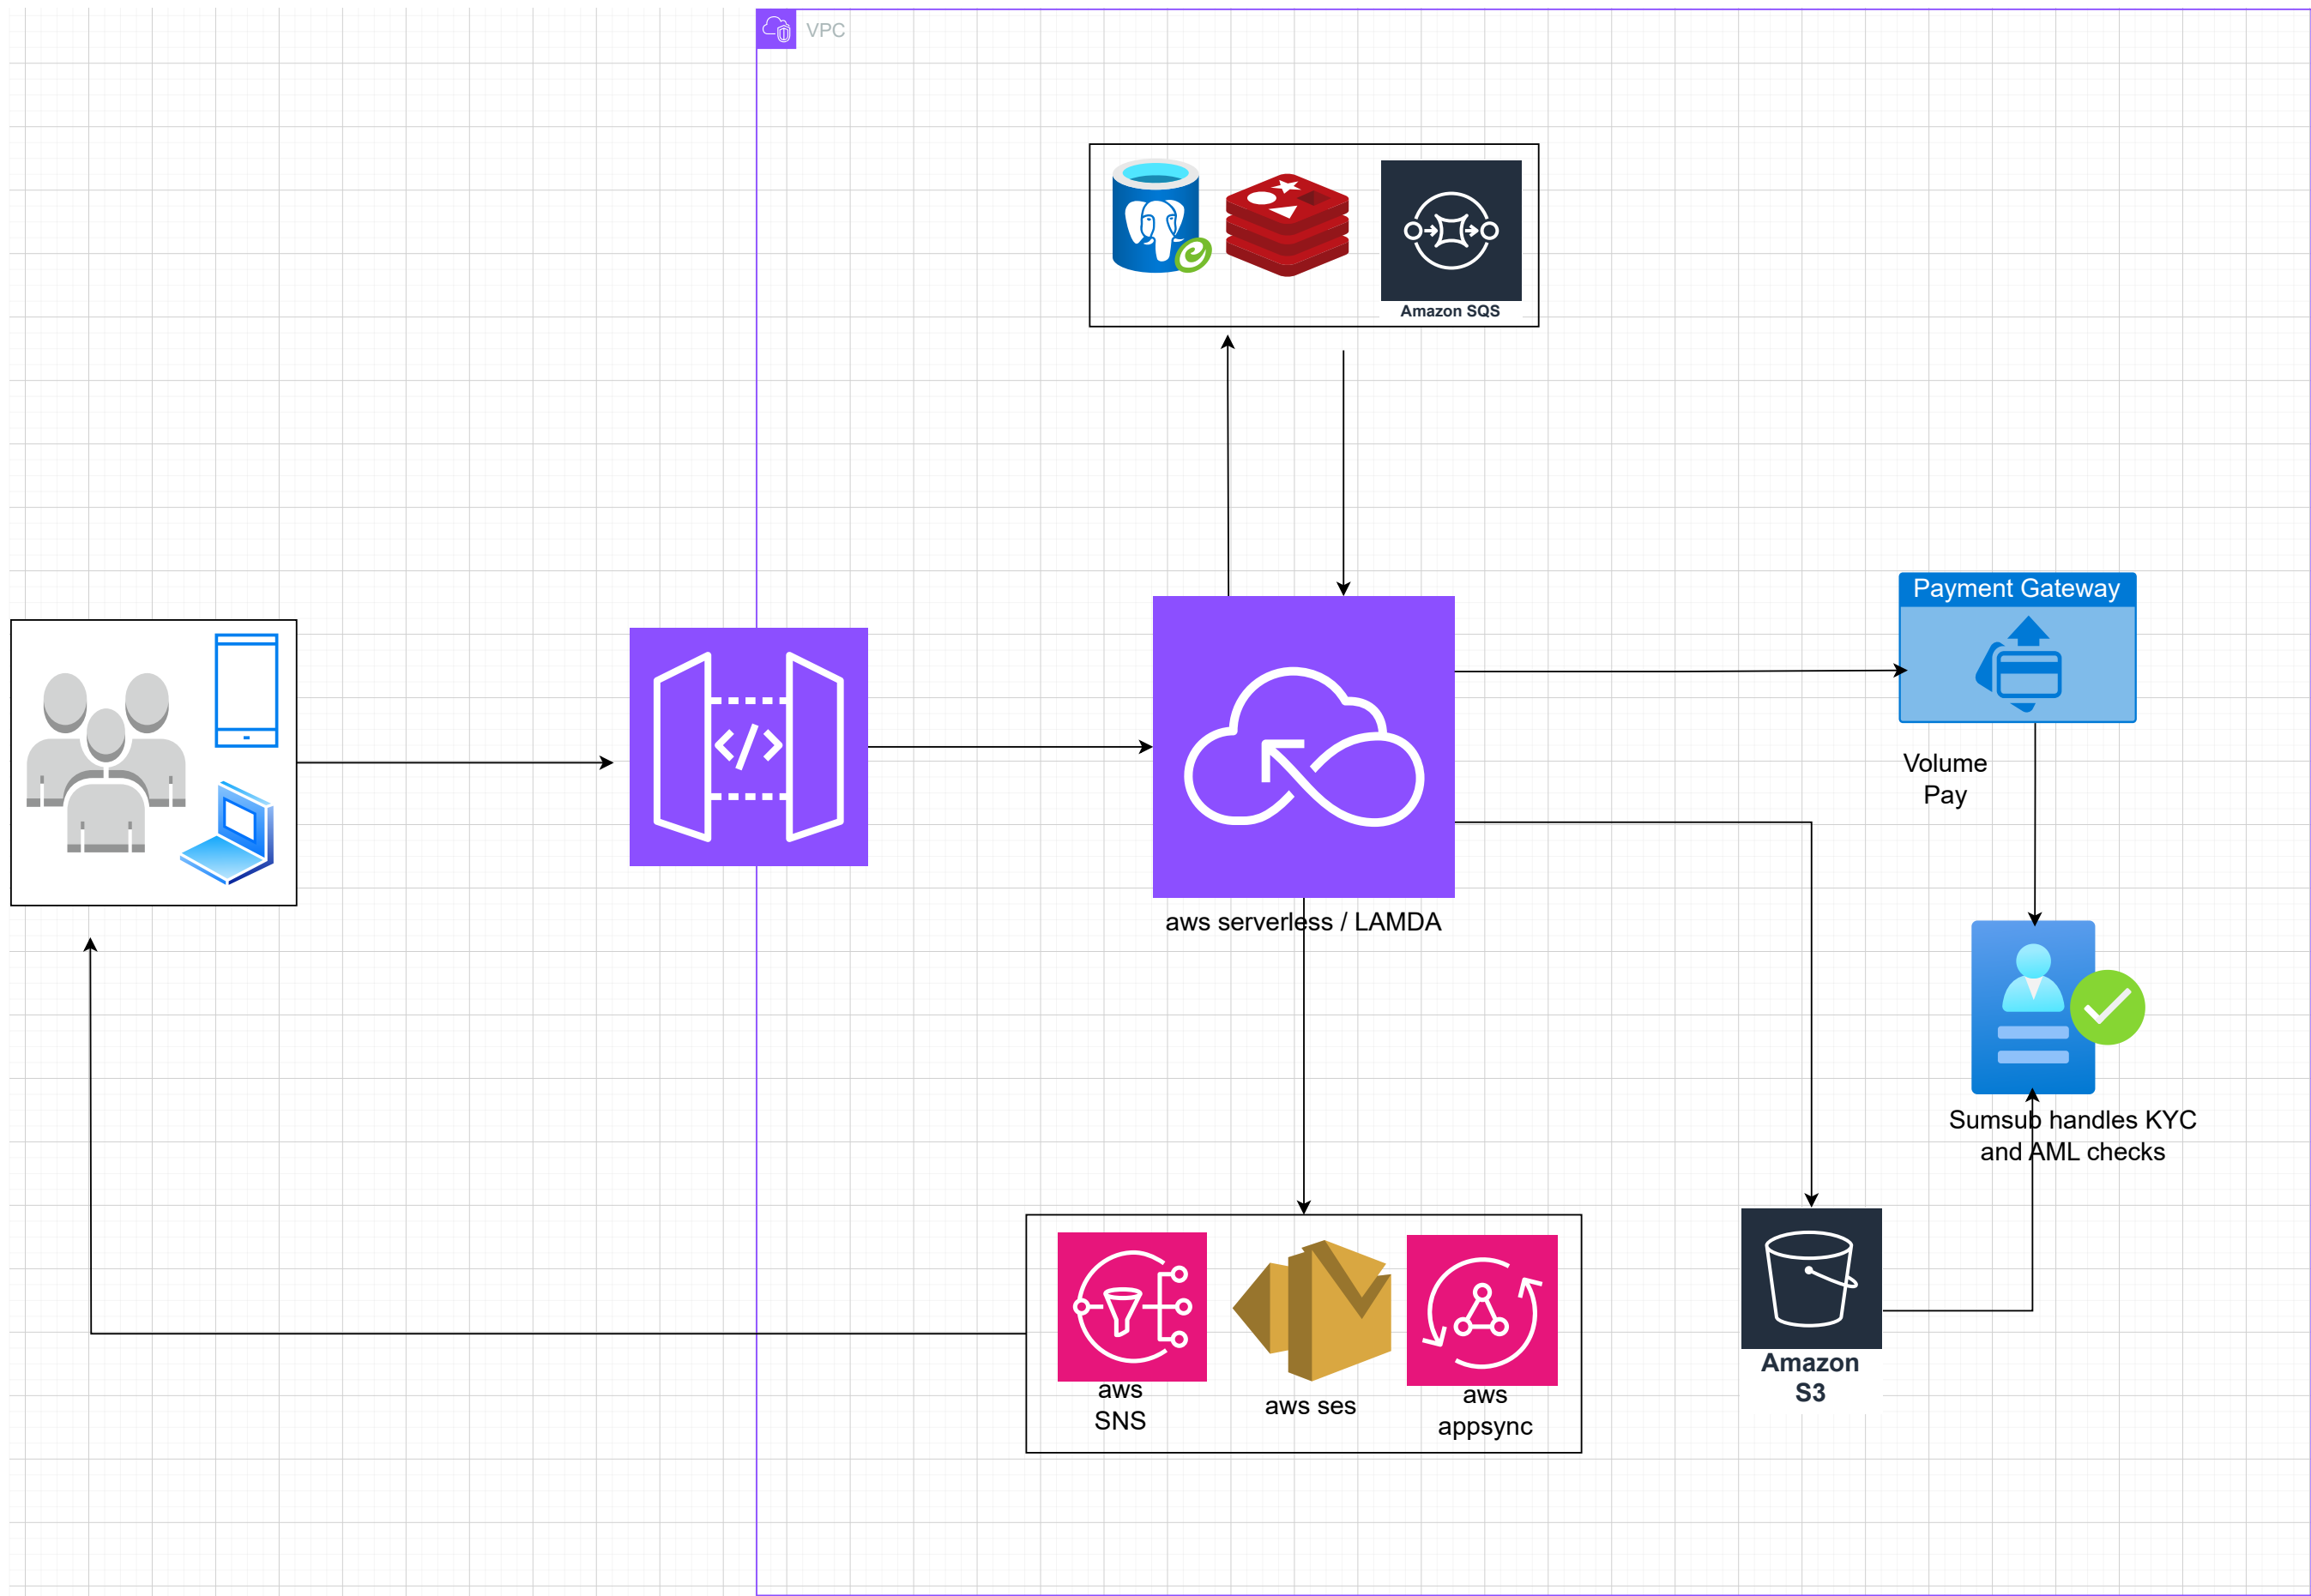 VPC
Amazon SQS
Payment Gateway
Volume
Pay
aws serverless / LAMDA
Sumsub handles KYC
and AML checks
aws
SNS
aws ses
aws
appsync
Amazon
S3